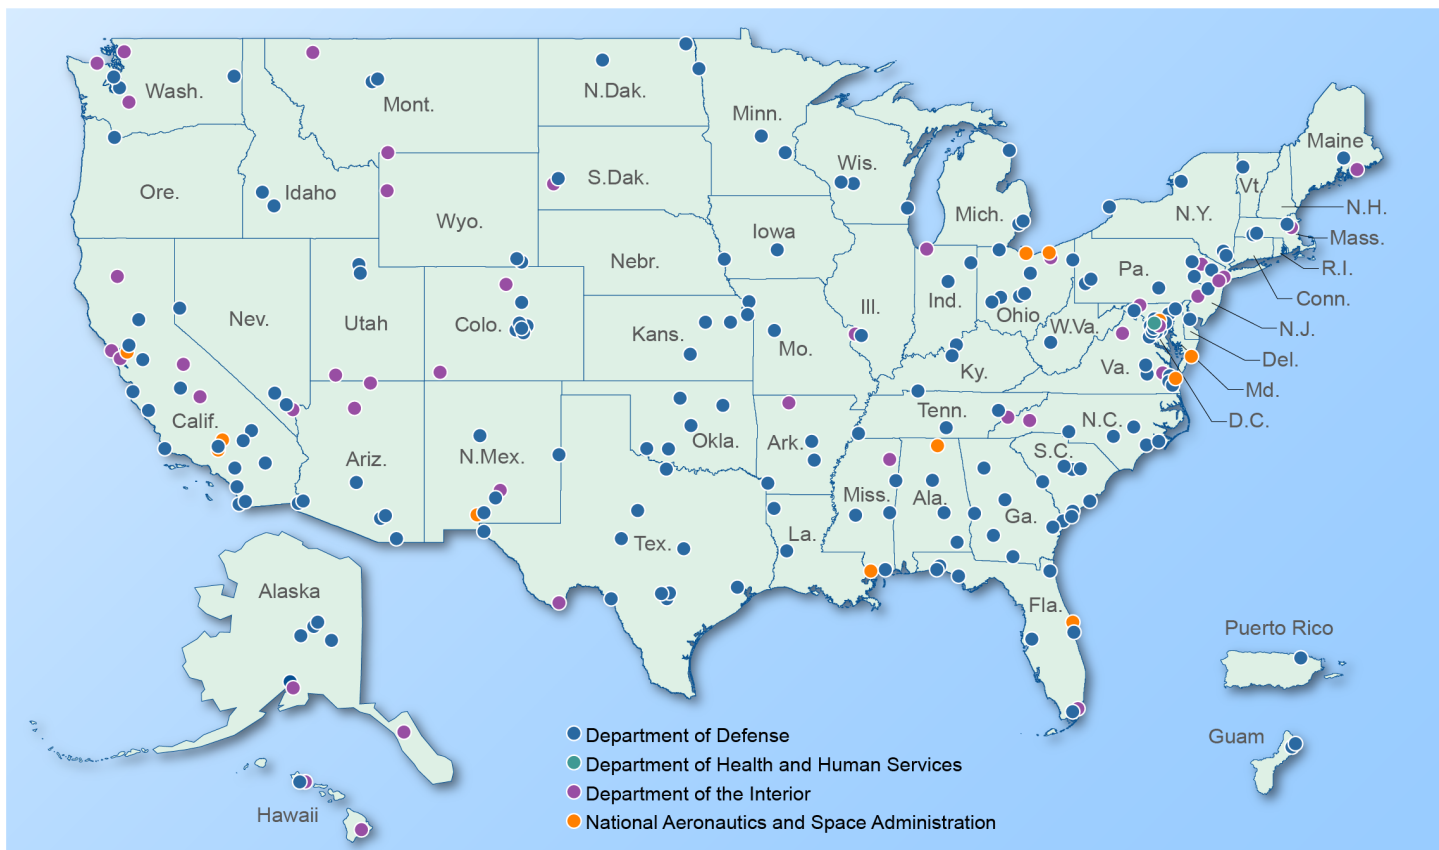 Wash.
Mont.
N.Dak.
Minn.
Maine
Ore.
Idaho
S.Dak.
Wis.
Vt.
N.H.
Wyo.
Mich.
N.Y.
Mass.
Iowa
Nebr.
Pa.
R.I.
Conn.
Nev.
Utah
Colo.
Kans.
Ill.
Ind.
Ohio
W.Va.
N.J.
Mo.
Del.
Va.
Ky.
Md.
Calif.
Tenn.
N.C.
D.C.
Ariz.
N.Mex.
Okla.
Ark.
S.C.
Miss.
Ala.
Ga.
Tex.
La.
Alaska
Fla.
Puerto Rico
Guam
Hawaii
Department of Defense
Department of Health and Human Services
Department of the Interior
National Aeronautics and Space Administration